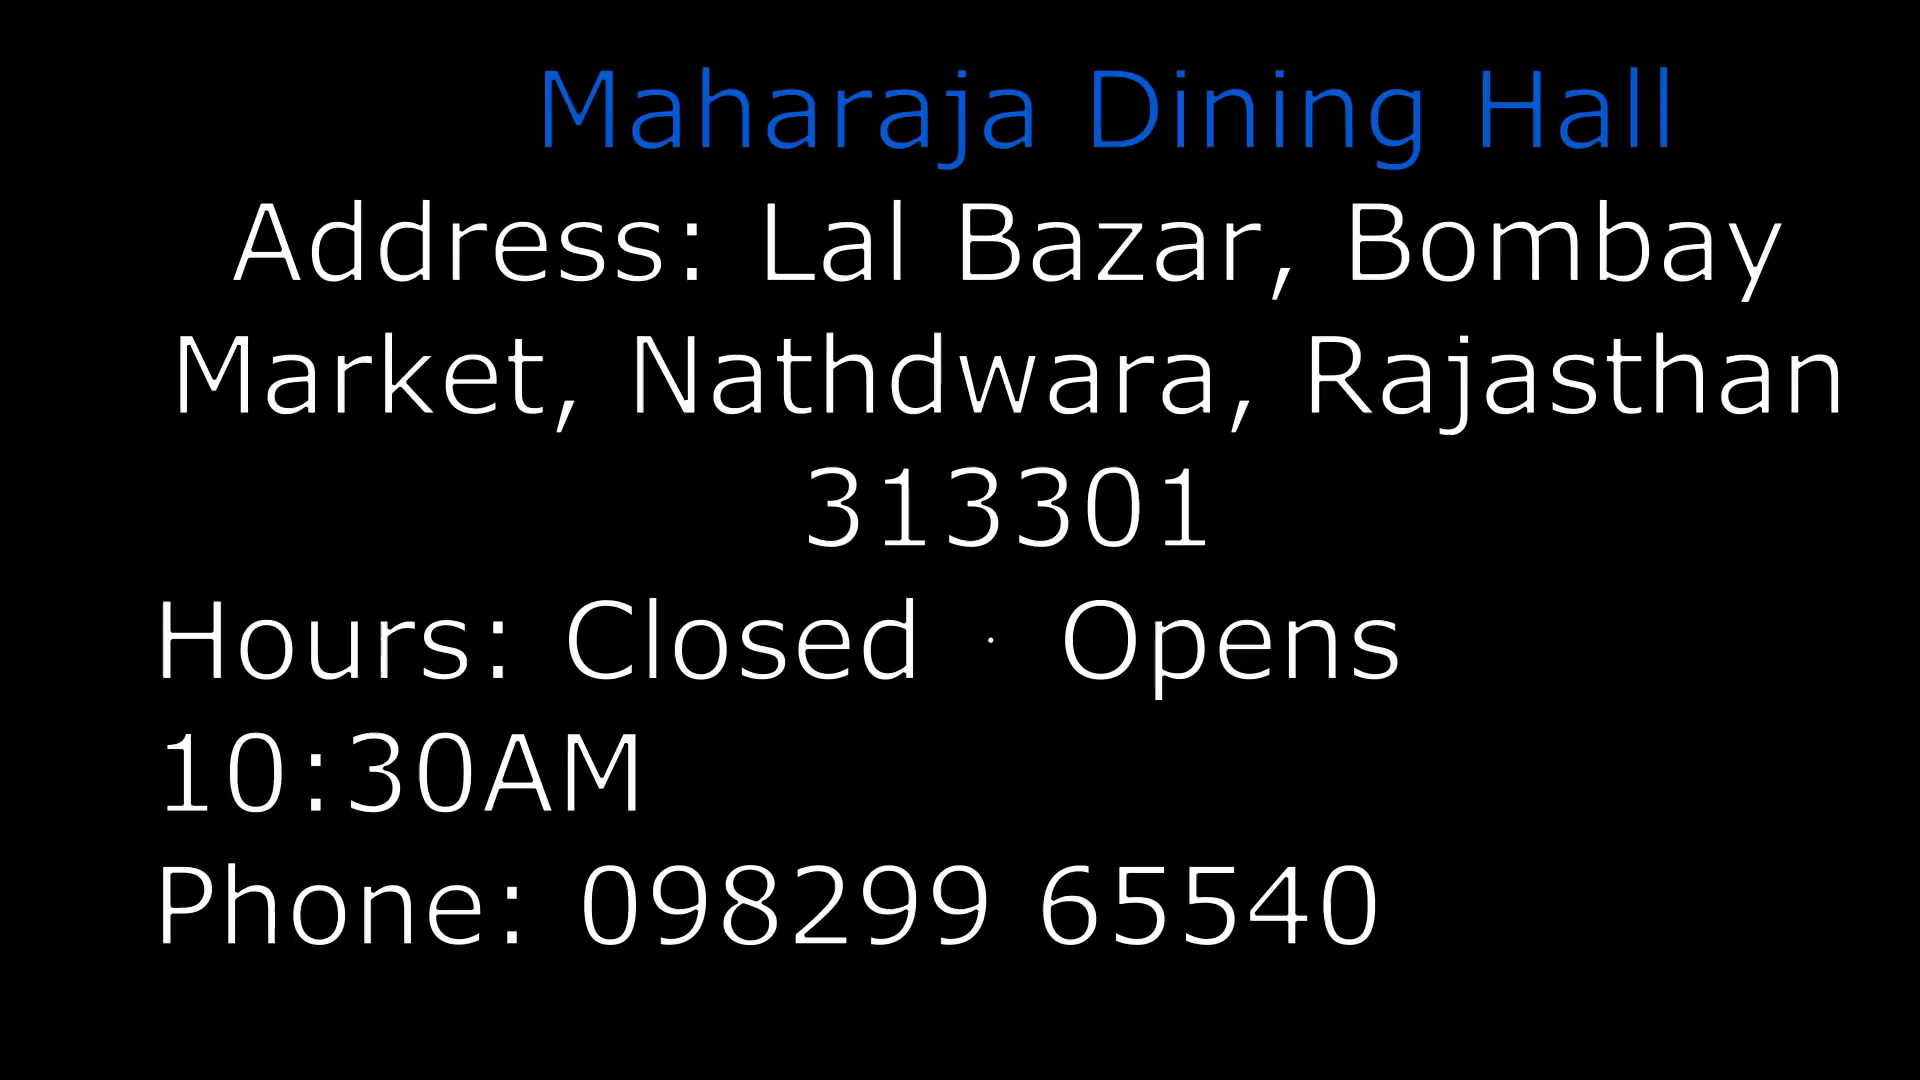 Maharaja Dining Hall
Address: Lal Bazar, Bombay
Market, Nathdwara, Rajasthan
313301
Hours: Closed · Opens
10:30AM
Phone: 098299 65540